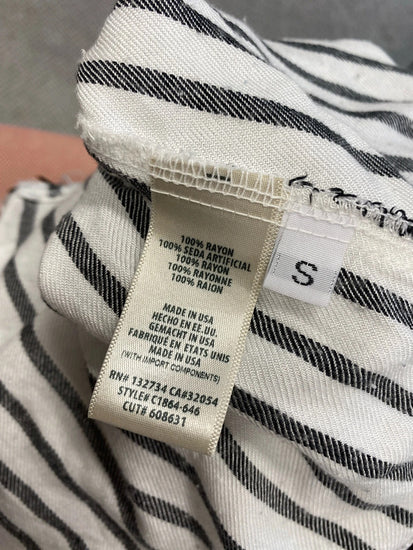 100% RAYON
100% SEDA ARTIFICIAL
100% RAYON
100% RAYONNE
100% RAION
MADE IN USA
HECHO EN EE.UU.
GEMACHT IN USA
FABRIQUÉ EN ETATS UNIS
MADE IN USA
(WITH IMPORT COMPONENTS)
RN# 132734 CA#32054
STYLE# C1864-646
CUT# 608631
S